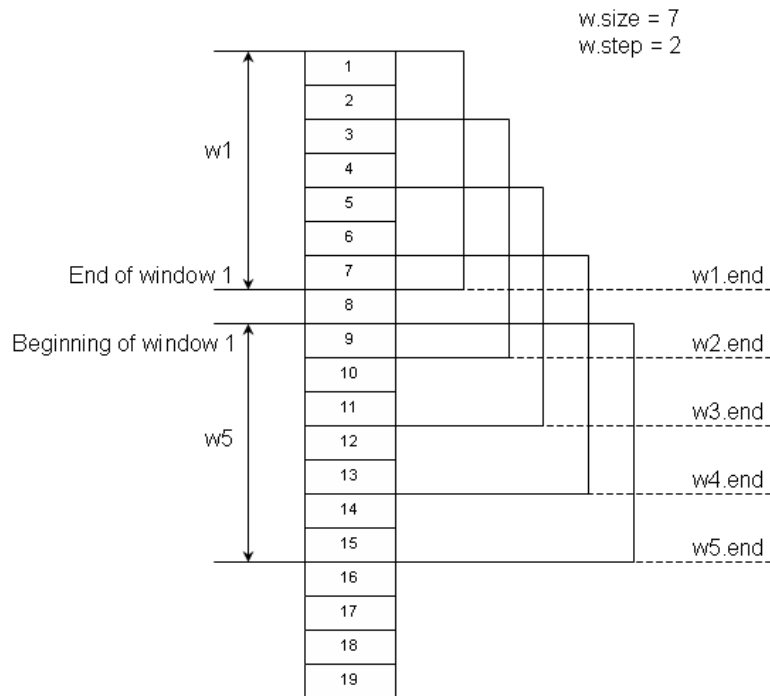 w.size = 7
w.step = 2
1
2
3
w1
4
5
6
End of window 1
7
w1.end
8
Beginning of window 1
9
w2.end
10
11
w3.end
w5
12
13
w4.end
14
15
w5.end
16
17
18
19